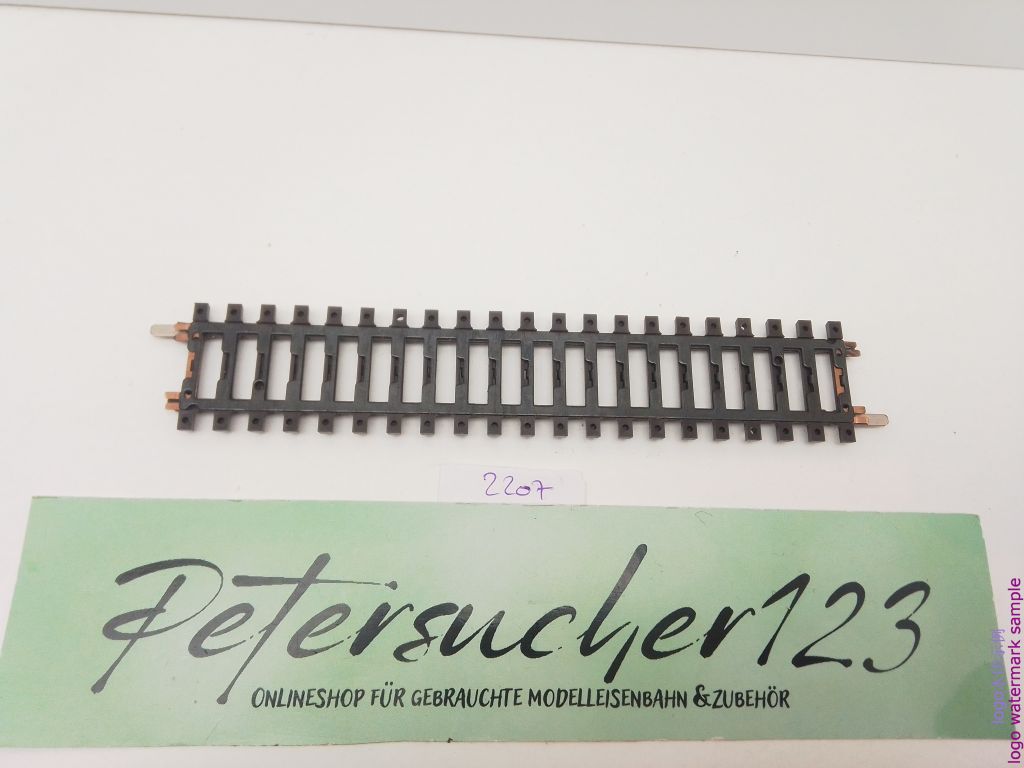 2207
Petersucher123
ONLINESHOP FÜR GEBRAUCHTE MODELLEISENBAHN &ZUBEHÖR
logo watermark sample